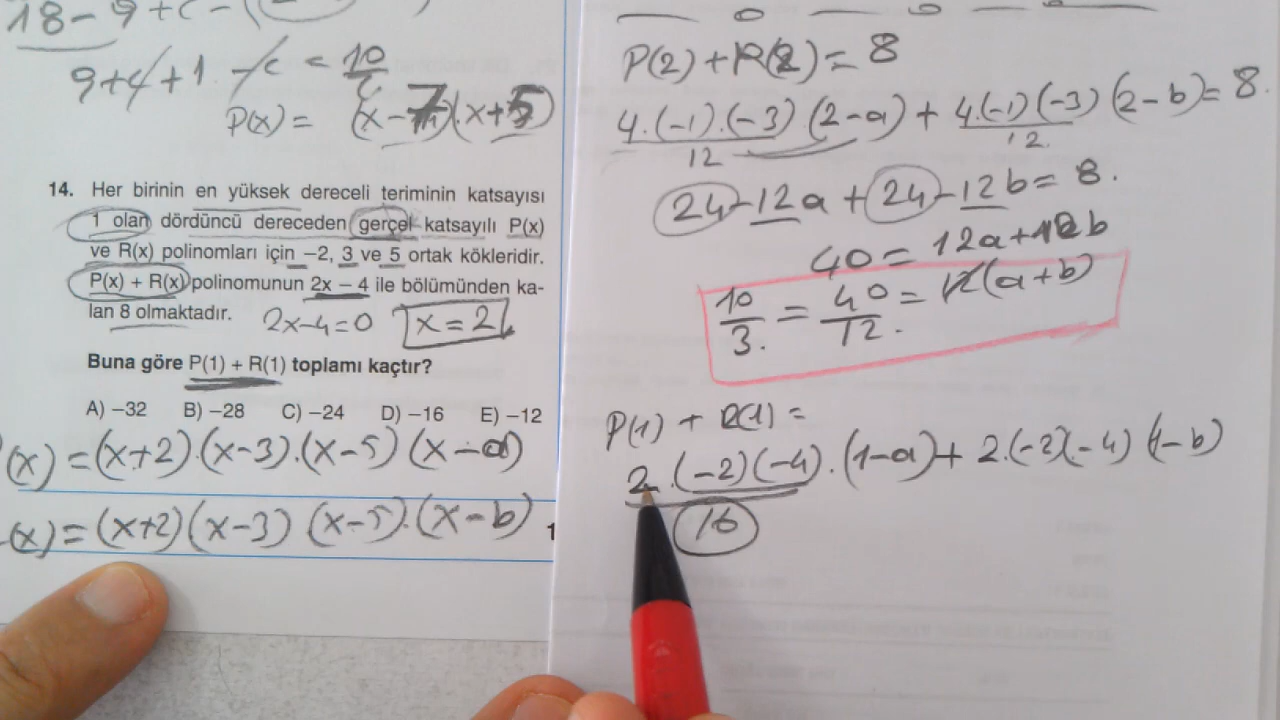 18 - 9 + c - (
9 + c + 1 - c = 10
P(x) = (x - 7)(x + 5)
14. Her birinin en yüksek dereceli teriminin katsayısı
1 olan dördüncü dereceden gerçel katsayılı P(x)
ve R(x) polinomları için −2, 3 ve 5 ortak kökleridir.
P(x) + R(x) polinomunun 2x − 4 ile bölümünden ka-
lan 8 olmaktadır.
2x-4=0 x=2
Buna göre P(1) + R(1) toplamı kaçtır?
A) −32 B) −28 C) −24 D) −16 E) −12
(x) = (x+2).(x-3).(x-5)(x-a)
(x) = (x+2)(x-3)(x-5).(x-b)
1
P(2) + R(2) = 8
4.(-1).(-3)(2-a) + 4.(-1)(-3)(2-b) = 8.
12 12.
24-12a + 24-12b = 8.
40 = 12a+12b
10/3. = 40/12. = 12(a+b)
P(1) + R(1) =
2.(-2)(-4).(1-a) + 2.(-2)(-4)(1-b)
16